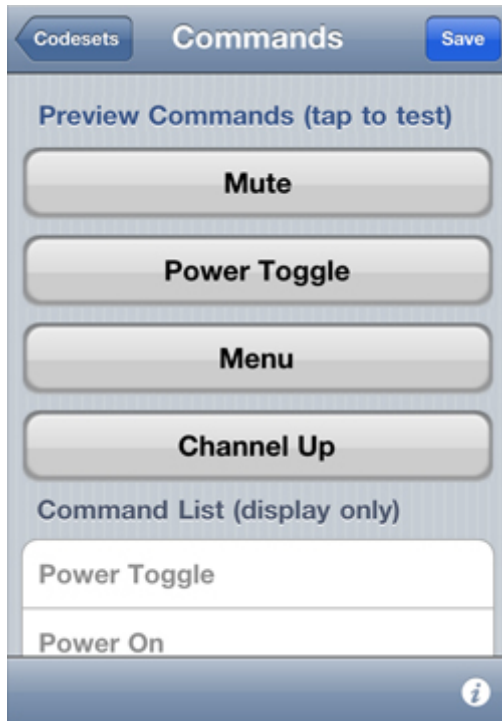 Codesets
Commands
Save
Preview Commands (tap to test)
Mute
Power Toggle
Menu
Channel Up
Command List (display only)
Power Toggle
Power On